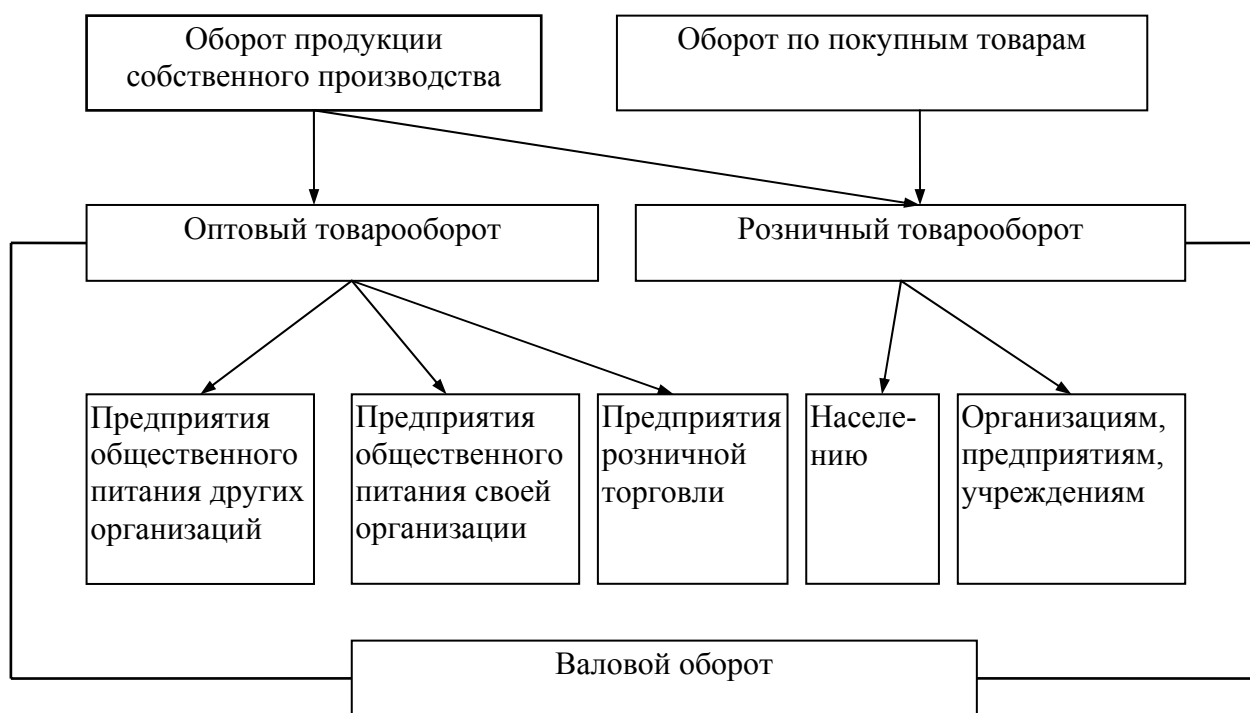 Оборот продукции
собственного производства
Оборот по покупным товарам
Оптовый товарооборот
Розничный товарооборот
Предприятия
общественного
питания других
организаций
Предприятия
общественного
питания своей
организации
Предприятия
розничной
торговли
Населе-
нию
Организациям,
предприятиям,
учреждениям
Валовой оборот